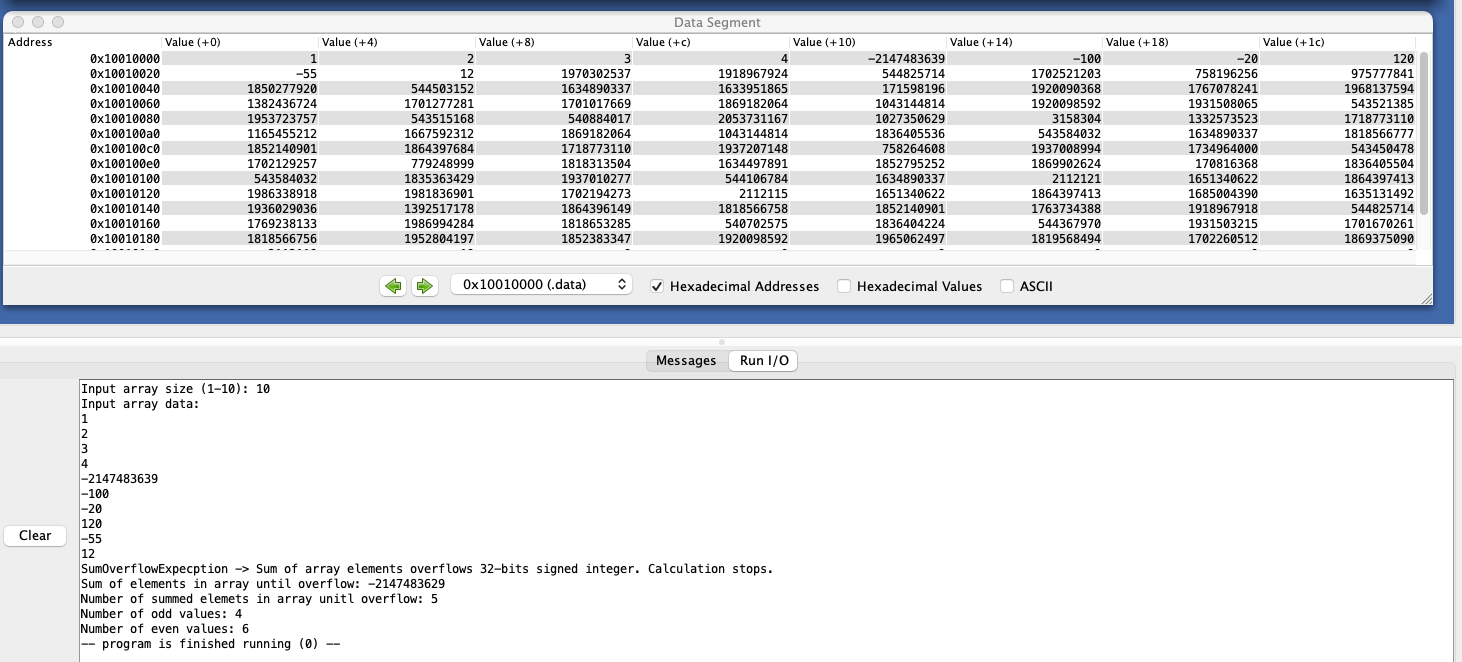 Data Segment
Address Value (+0) Value (+4) Value (+8) Value (+c) Value (+10) Value (+14) Value (+18) Value (+1c)
0x10010000 1 2 3 4 -2147483639 -100 -20 120
0x10010020 -55 12 1970302537 1918967924 544825714 1702521203 758196256 975777841
0x10010040 1850277920 544503152 1634890337 1633951865 171598196 1920090368 1767078241 1968137594
0x10010060 1382436724 1701277281 1701017669 1869182064 1043144814 1920098592 1931508065 543521385
0x10010080 1953723757 543515168 540884017 2053731167 1027350629 3158304 1332573523 1718773110
0x100100a0 1165455212 1667592312 1869182064 1043144814 1836405536 543584032 1634890337 1818566777
0x100100c0 1852140901 1864397684 1718773110 1937207148 758264608 1937008994 1734964000 543450478
0x100100e0 1702129257 779248999 1818313504 1634497891 1852795252 1869902624 170816368 1836405504
0x10010100 543584032 1835363429 1937010277 544106784 1634890337 2112121 1651340622 1864397413
0x10010120 1986338918 1981836901 1702194273 2112115 1651340622 1864397413 1685004390 1635131492
0x10010140 1936029036 1392517178 1864396149 1818566758 1852140901 1763734388 1918967918 544825714
0x10010160 1769238133 1986994284 1818653285 540702575 1836404224 544367970 1931503215 1701670261
0x10010180 1818566756 1952804197 1852383347 1920098592 1965062497 1819568494 1702260512 1869375090
0x10010000 (.data) Hexadecimal Addresses Hexadecimal Values ASCII
Messages Run I/O
Clear
Input array size (1-10): 10
Input array data:
1
2
3
4
-2147483639
-100
-20
120
-55
12
SumOverflowExpecption -> Sum of array elements overflows 32-bits signed integer. Calculation stops.
Sum of elements in array until overflow: -2147483629
Number of summed elemets in array unitl overflow: 5
Number of odd values: 4
Number of even values: 6
-- program is finished running (0) --